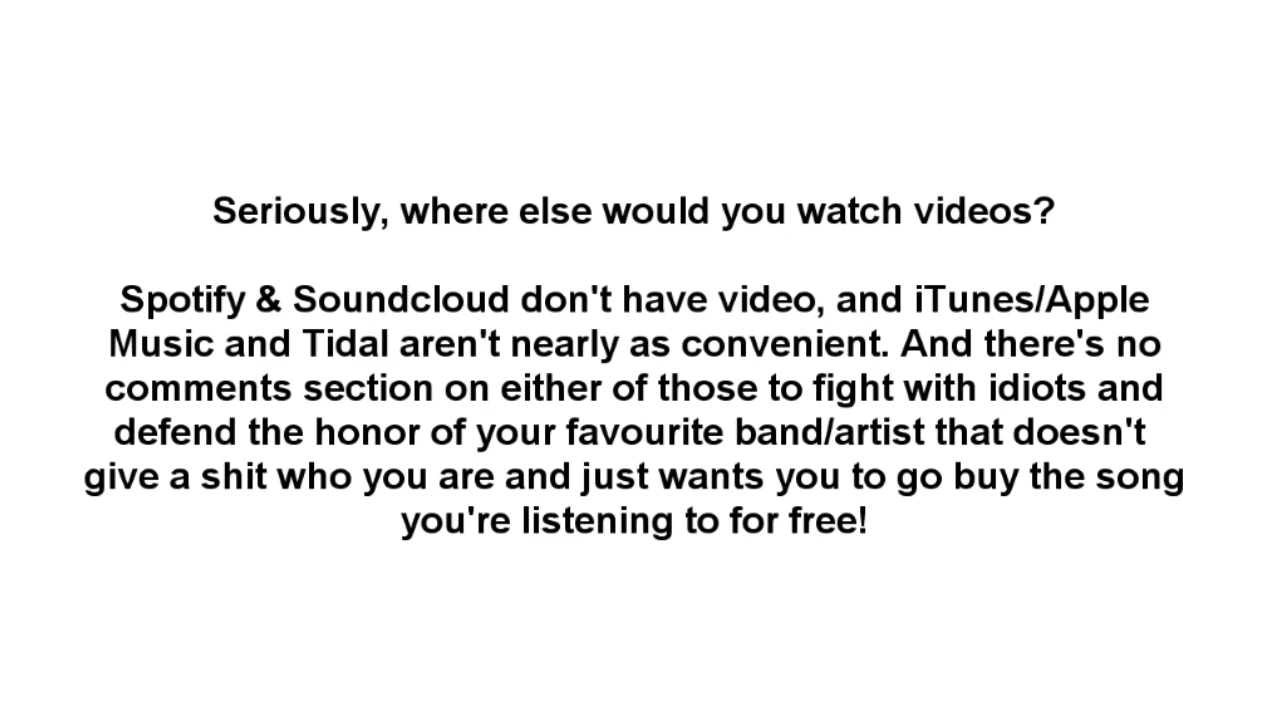 Seriously, where else would you watch videos?
Spotify & Soundcloud don't have video, and iTunes/Apple
Music and Tidal aren't nearly as convenient. And there's no
comments section on either of those to fight with idiots and
defend the honor of your favourite band/artist that doesn't
give a shit who you are and just wants you to go buy the song
you're listening to for free!